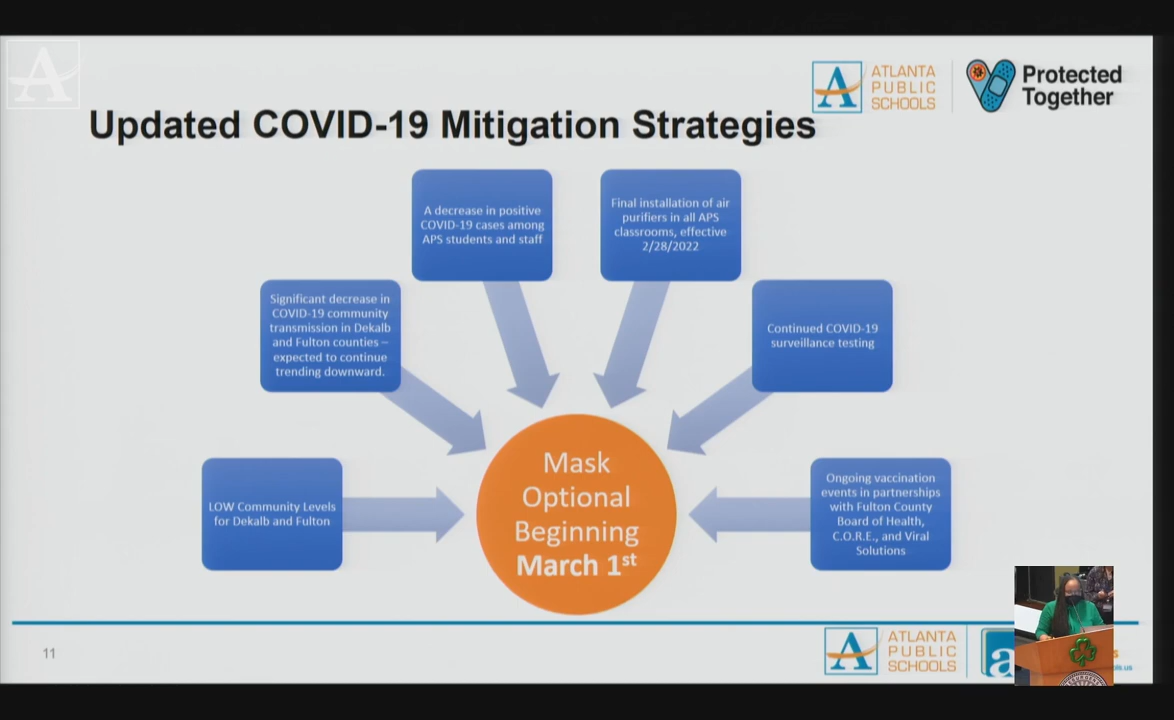 A
A
ATLANTA
PUBLIC
SCHOOLS
Protected
Together
Updated COVID-19 Mitigation Strategies
A decrease in positive
COVID-19 cases among
APS students and staff
Final installation of air
purifiers in all APS
classrooms, effective
2/28/2022
Significant decrease in
COVID-19 community
transmission in Dekalb
and Fulton counties –
expected to continue
trending downward.
Continued COVID-19
surveillance testing
LOW Community Levels
for Dekalb and Fulton
Mask
Optional
Beginning
March 1st
Ongoing vaccination
events in partnerships
with Fulton County
Board of Health,
C.O.R.E., and Viral
Solutions
11
A
ATLANTA
PUBLIC
SCHOOLS
a